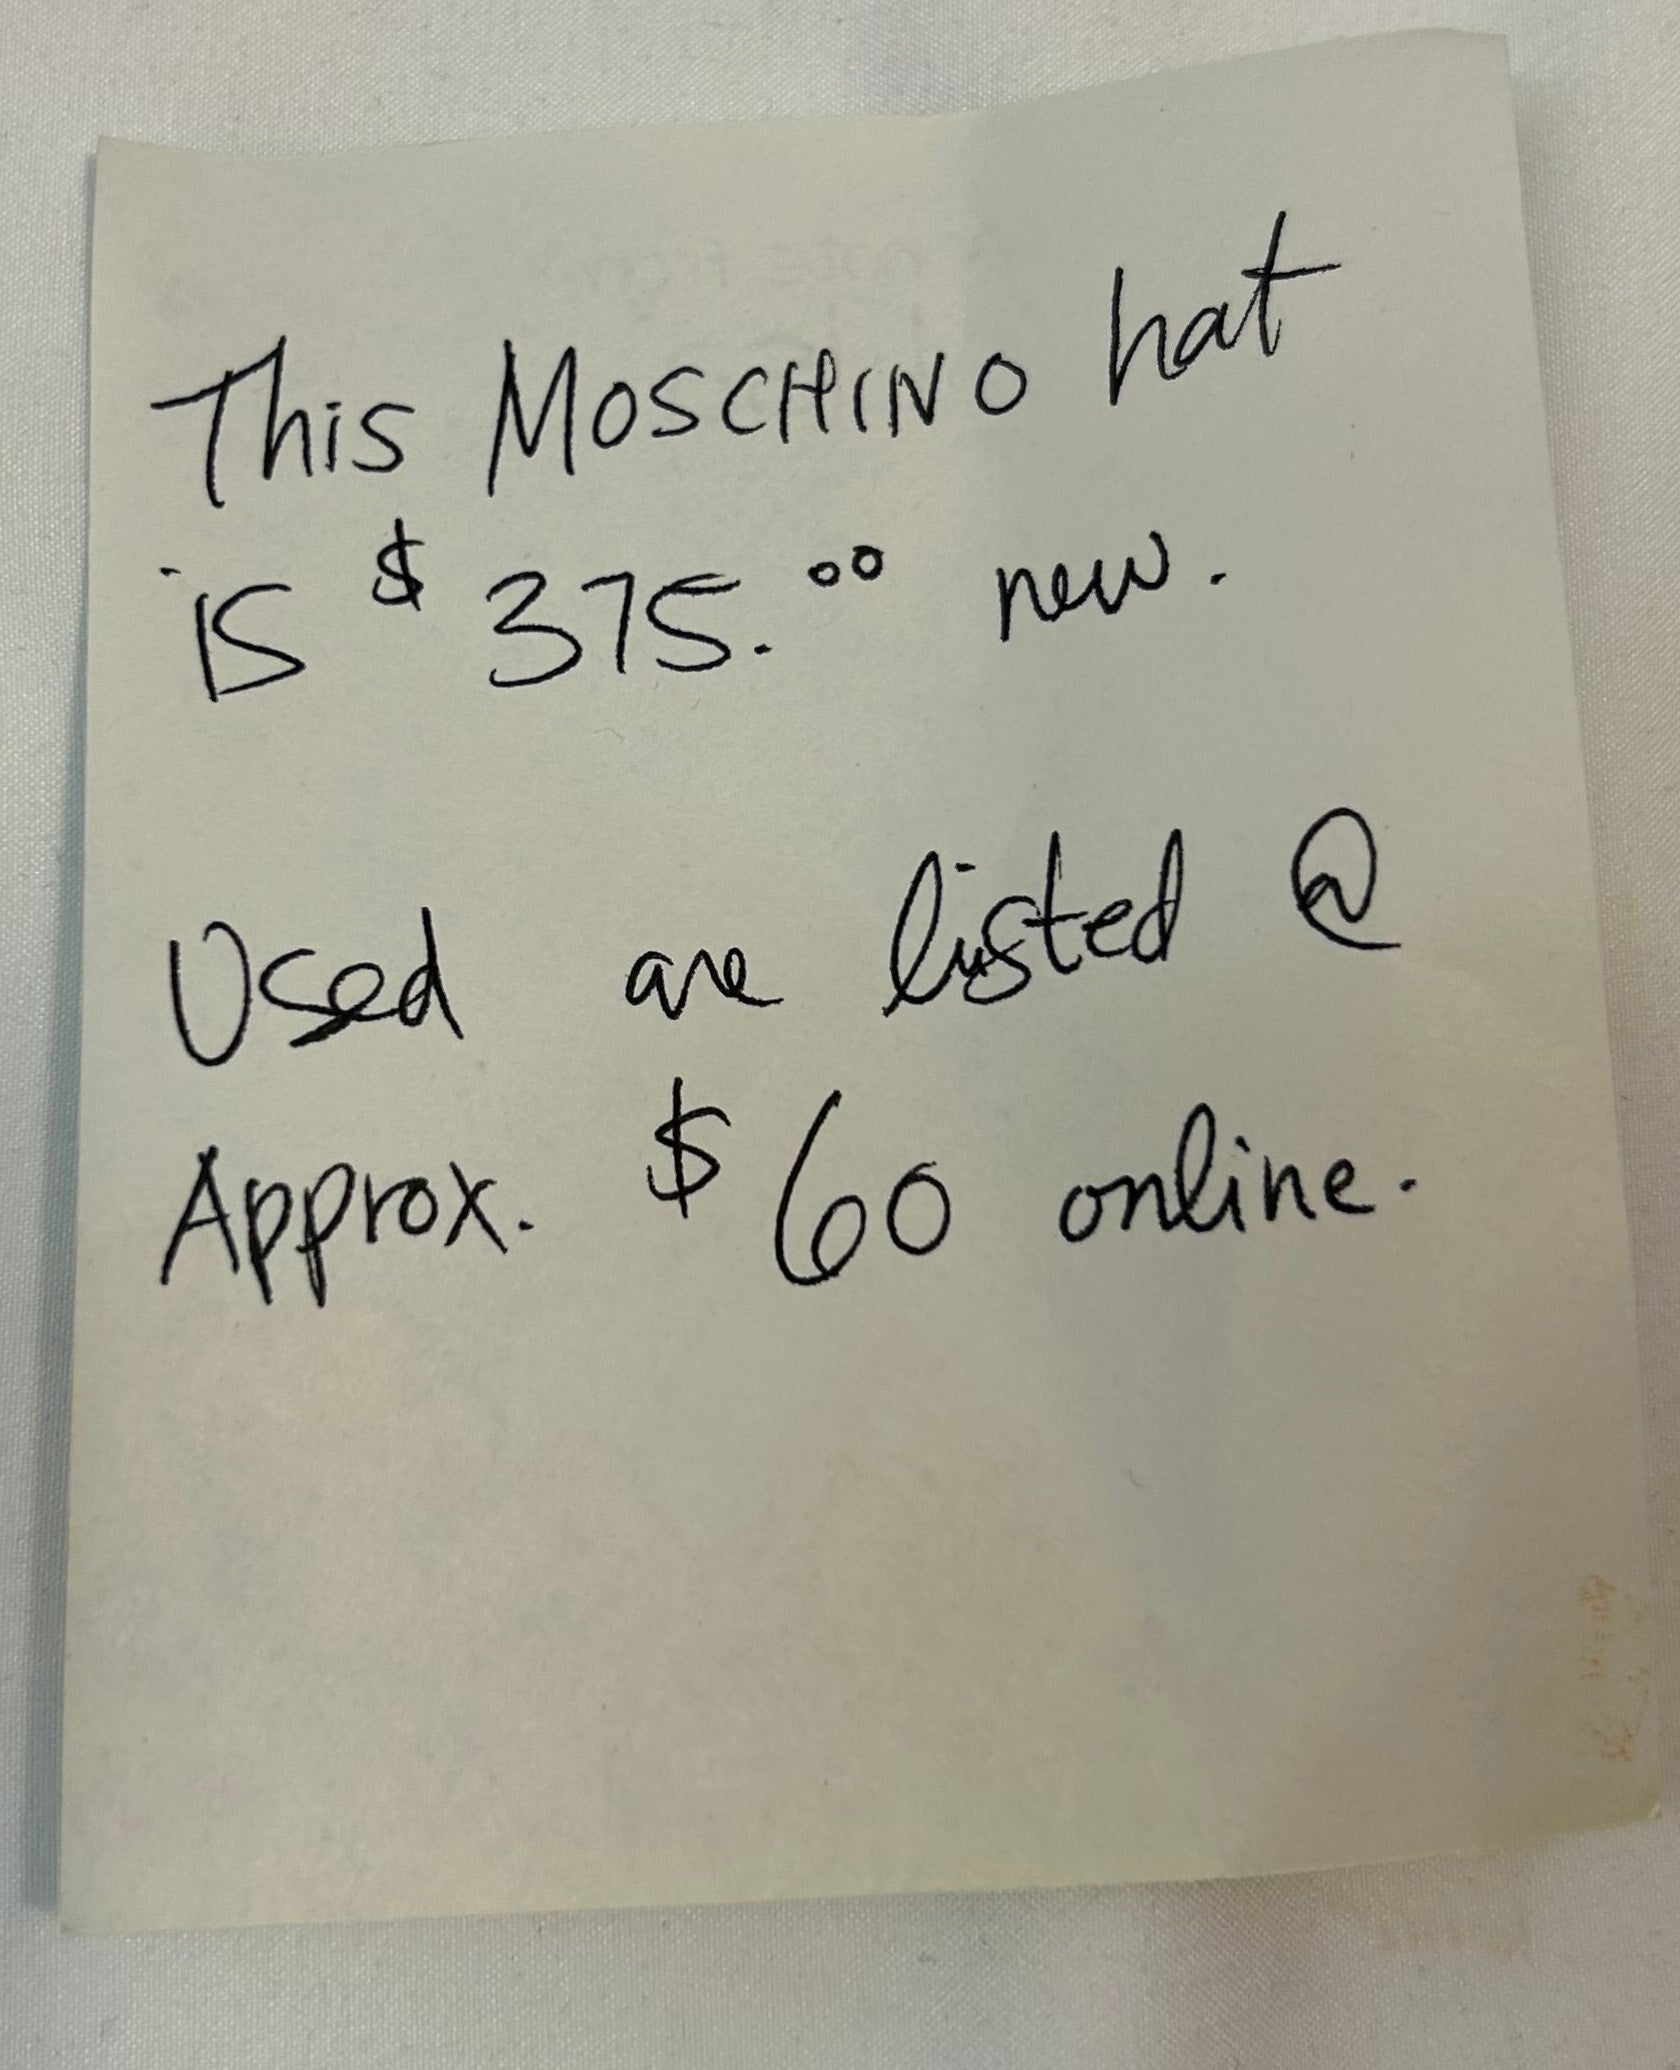 This MOSCHINO hat
is $375.00 new.
Used are listed @
Approx. $60 online.